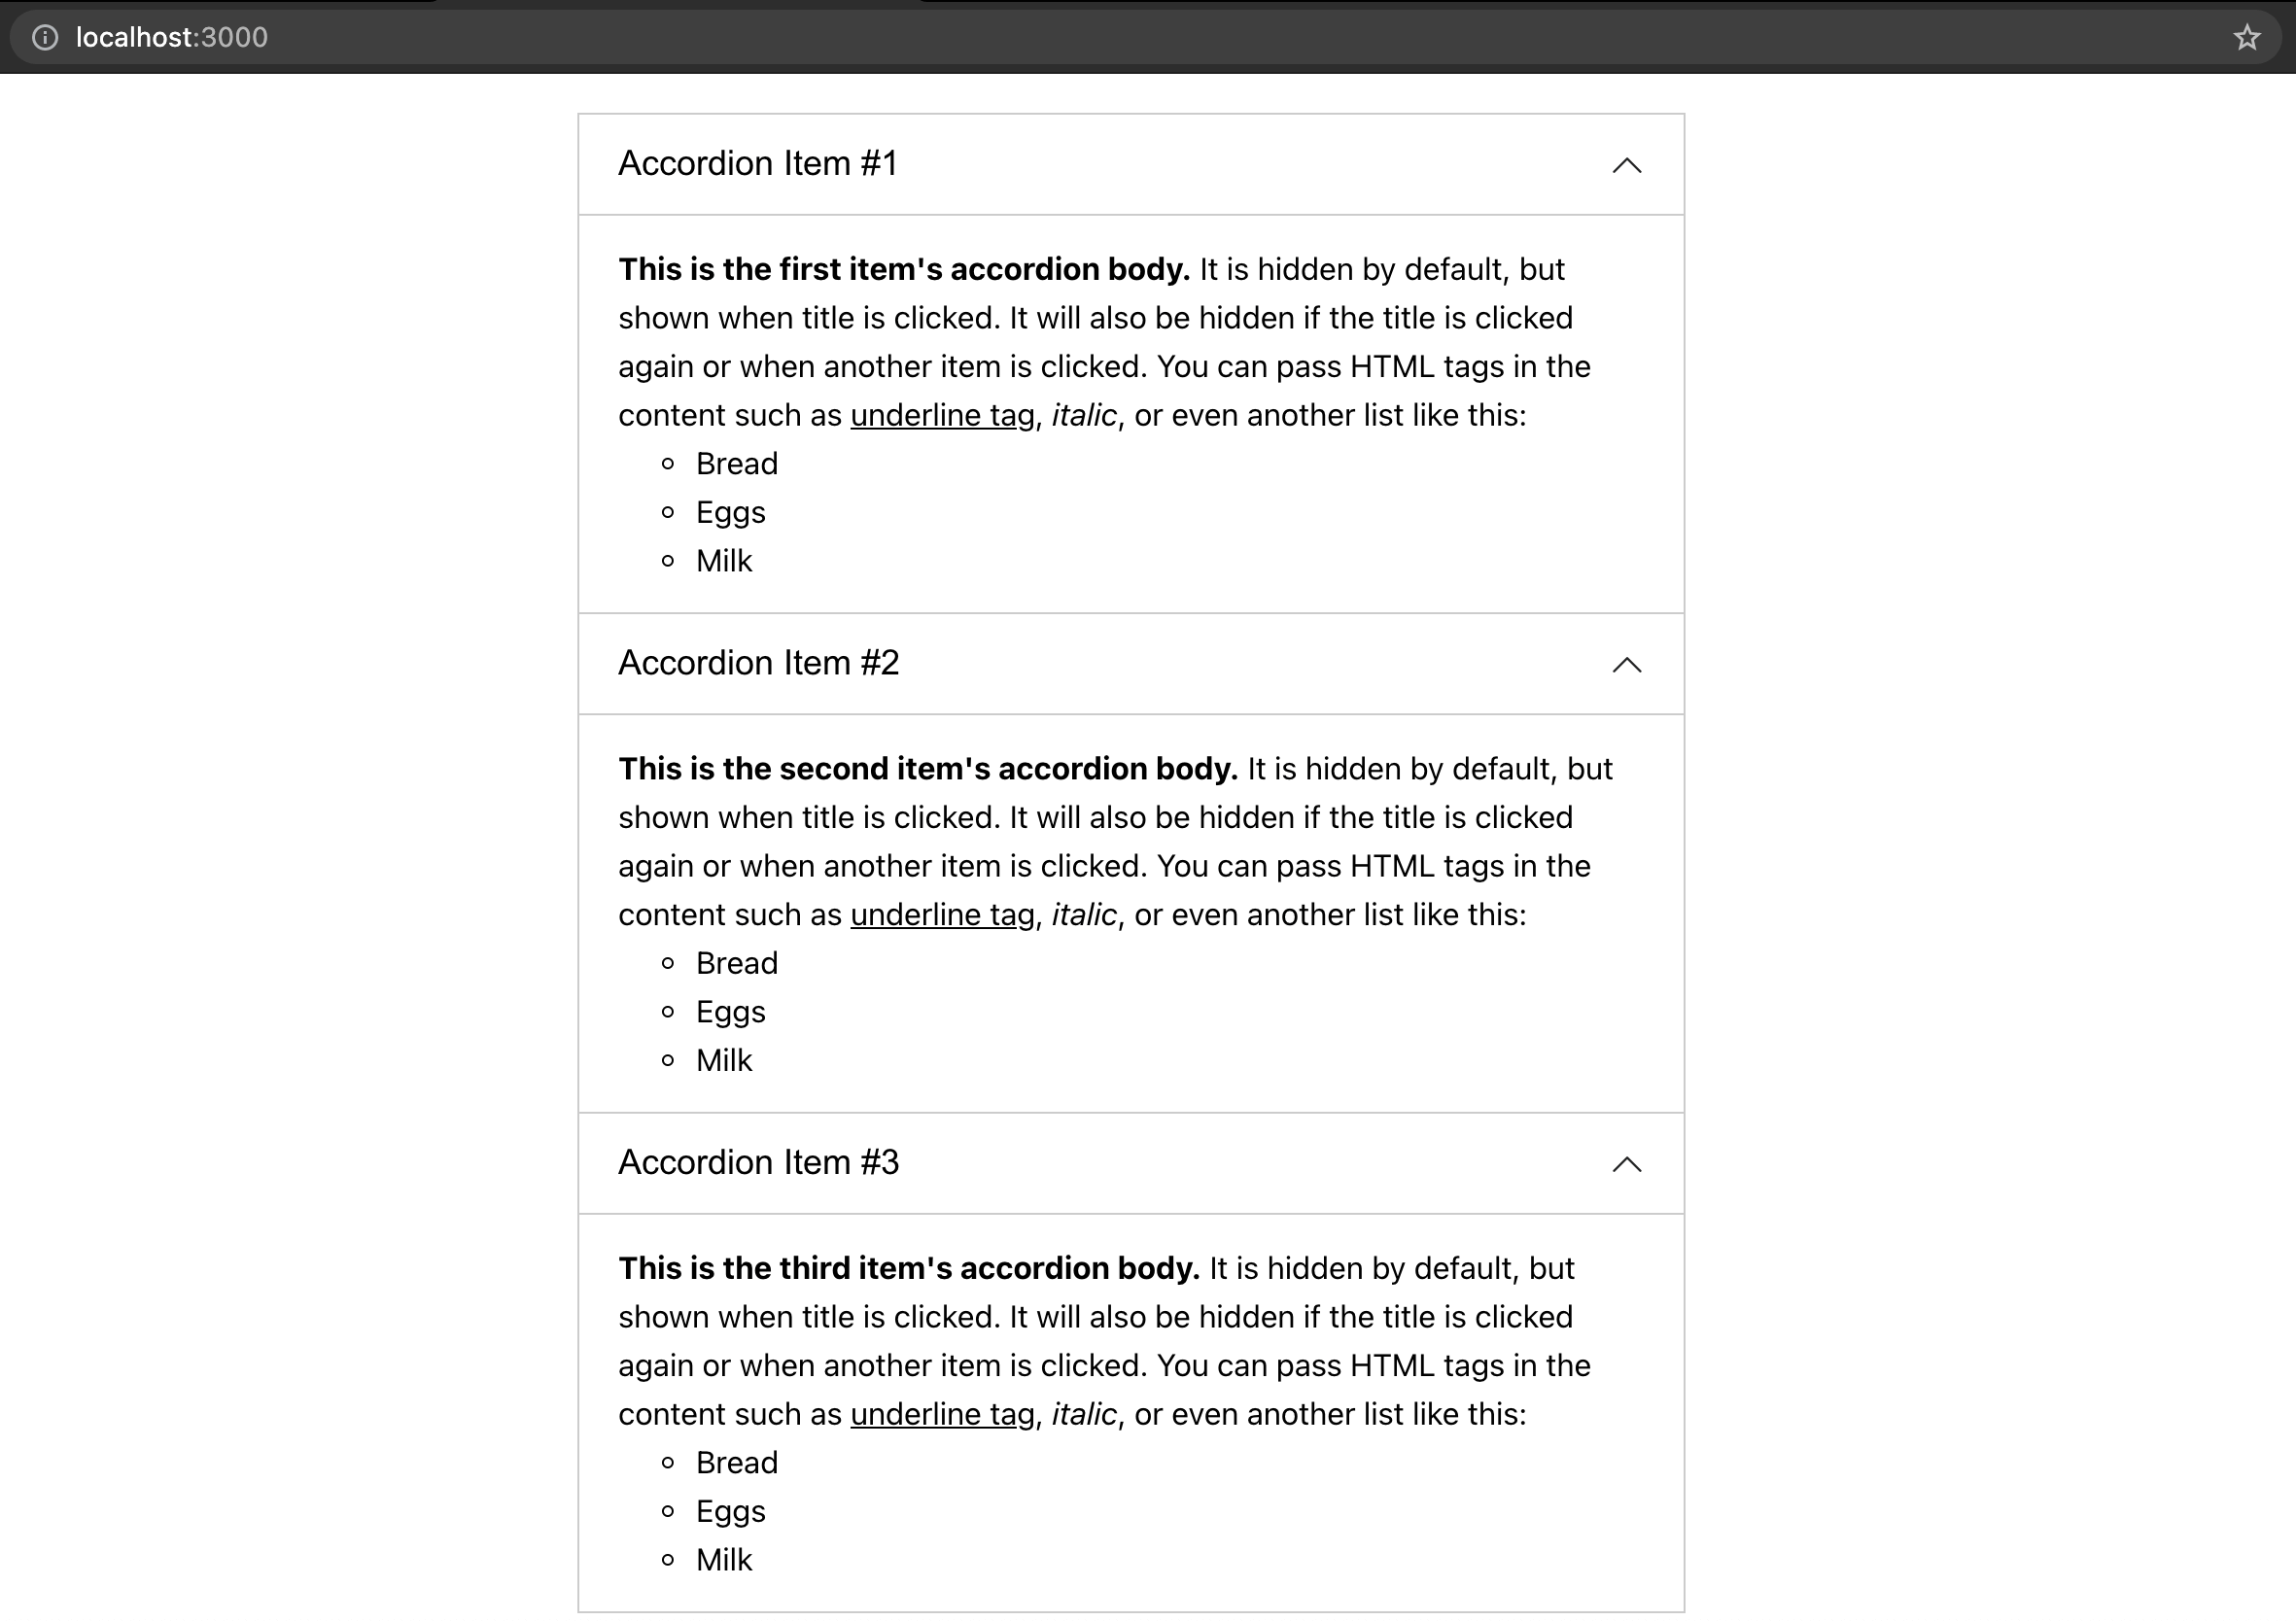 localhost:3000
Accordion Item #1
This is the first item's accordion body. It is hidden by default, but
shown when title is clicked. It will also be hidden if the title is clicked
again or when another item is clicked. You can pass HTML tags in the
content such as underline tag, italic, or even another list like this:
Bread
Eggs
Milk
Accordion Item #2
This is the second item's accordion body. It is hidden by default, but
shown when title is clicked. It will also be hidden if the title is clicked
again or when another item is clicked. You can pass HTML tags in the
content such as underline tag, italic, or even another list like this:
Bread
Eggs
Milk
Accordion Item #3
This is the third item's accordion body. It is hidden by default, but
shown when title is clicked. It will also be hidden if the title is clicked
again or when another item is clicked. You can pass HTML tags in the
content such as underline tag, italic, or even another list like this:
Bread
Eggs
Milk